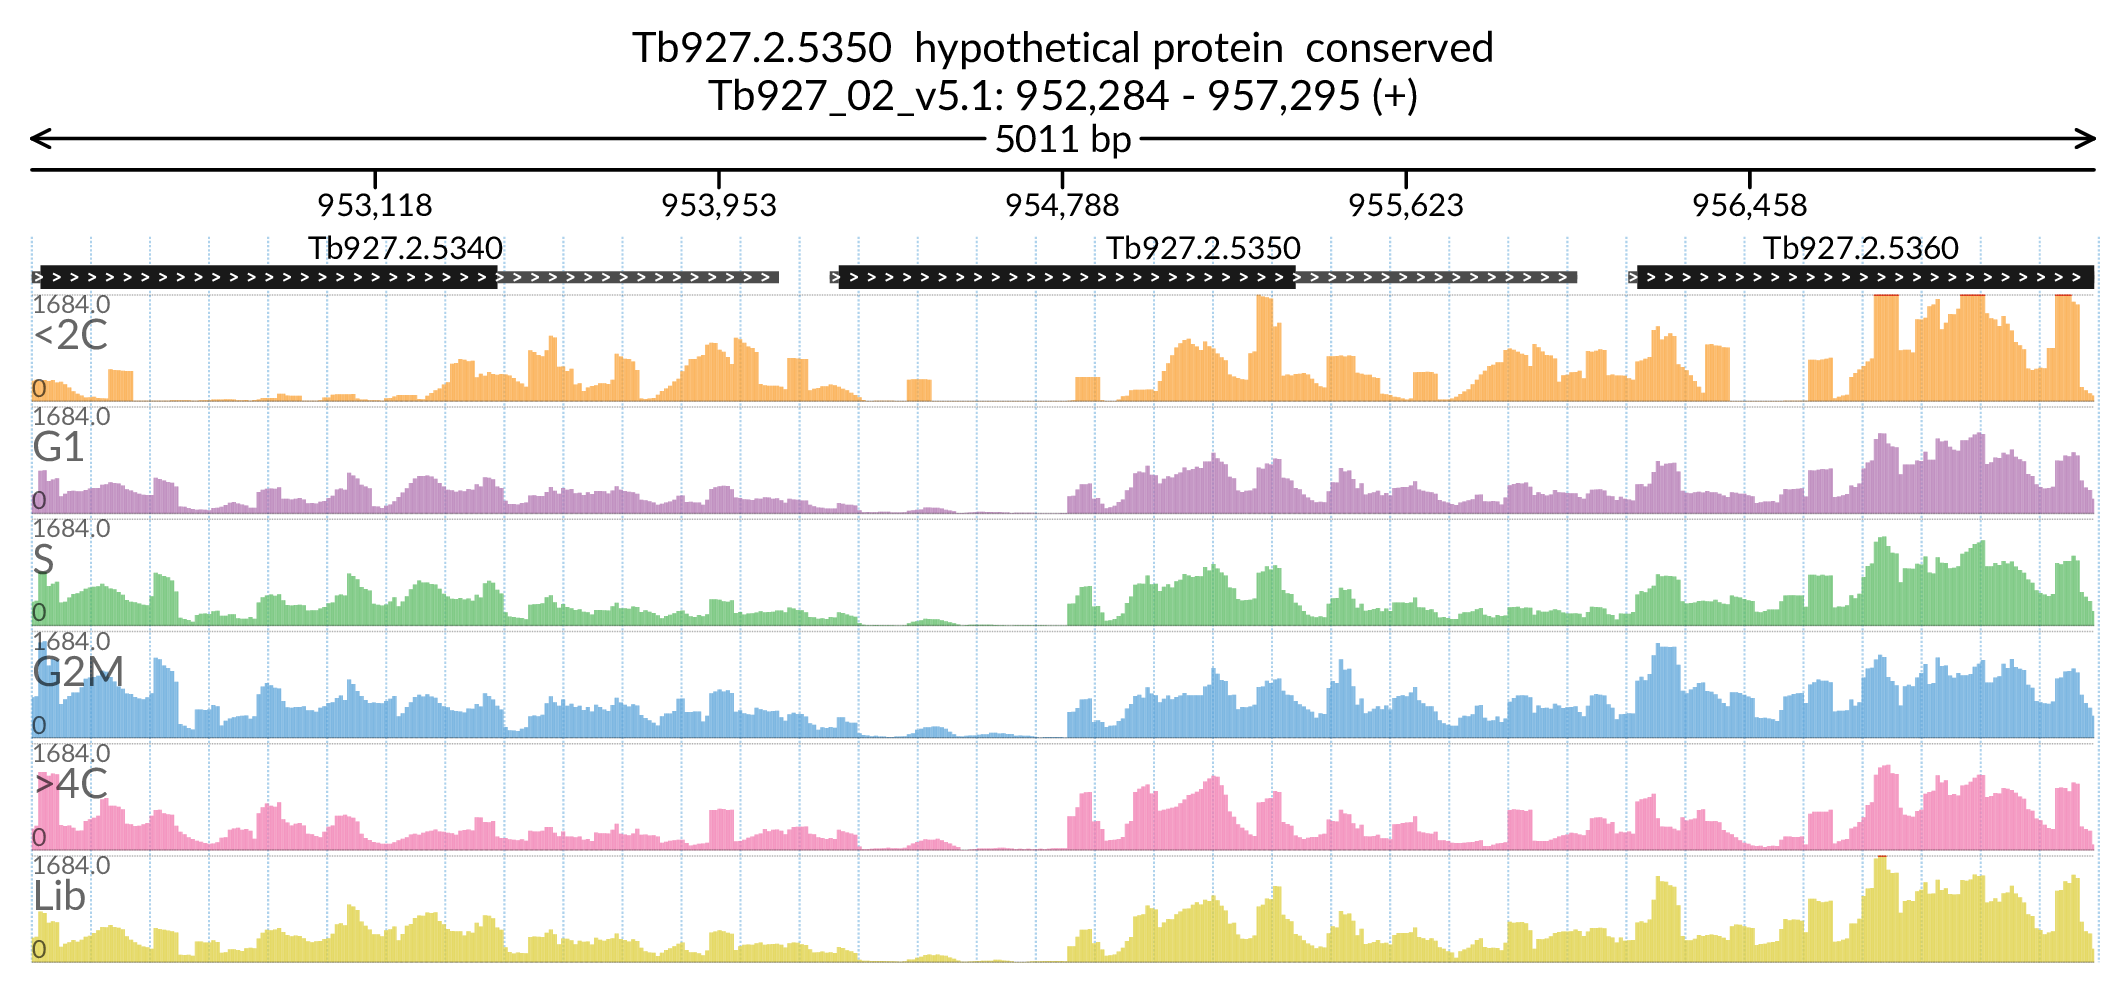 Tb927.2.5350 hypothetical protein conserved
Tb927_02_v5.1: 952,284 - 957,295 (+)
5011 bp
953,118 953,953 954,788 955,623 956,458
Tb927.2.5340 Tb927.2.5350 Tb927.2.5360
1684.0
<2C
0
1684.0
G1
0
1684.0
S
0
1684.0
G2M
0
1684.0
>4C
0
1684.0
Lib
0